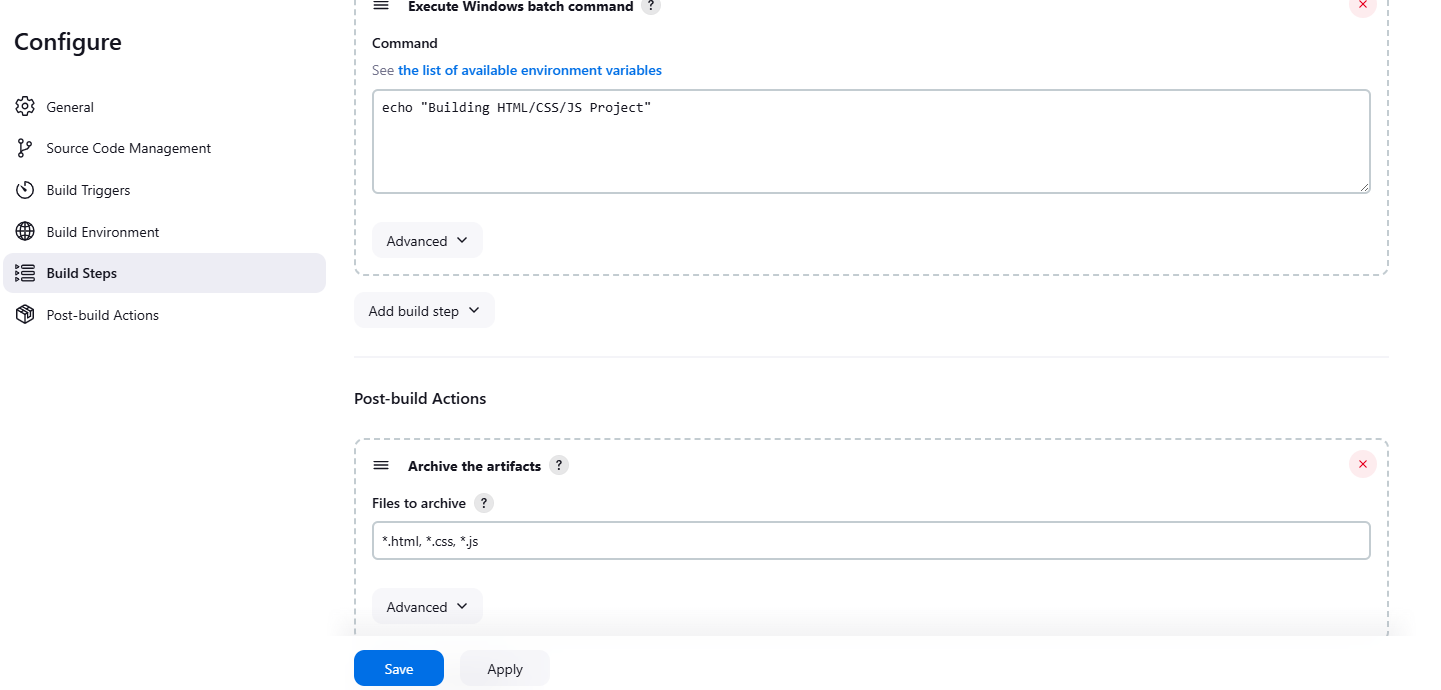 Configure
General
Source Code Management
Build Triggers
Build Environment
Build Steps
Post-build Actions
Execute Windows batch command ?
Command
See the list of available environment variables
echo "Building HTML/CSS/JS Project"
Advanced
Add build step
Post-build Actions
Archive the artifacts ?
Files to archive ?
*.html, *.css, *.js
Advanced
Save Apply